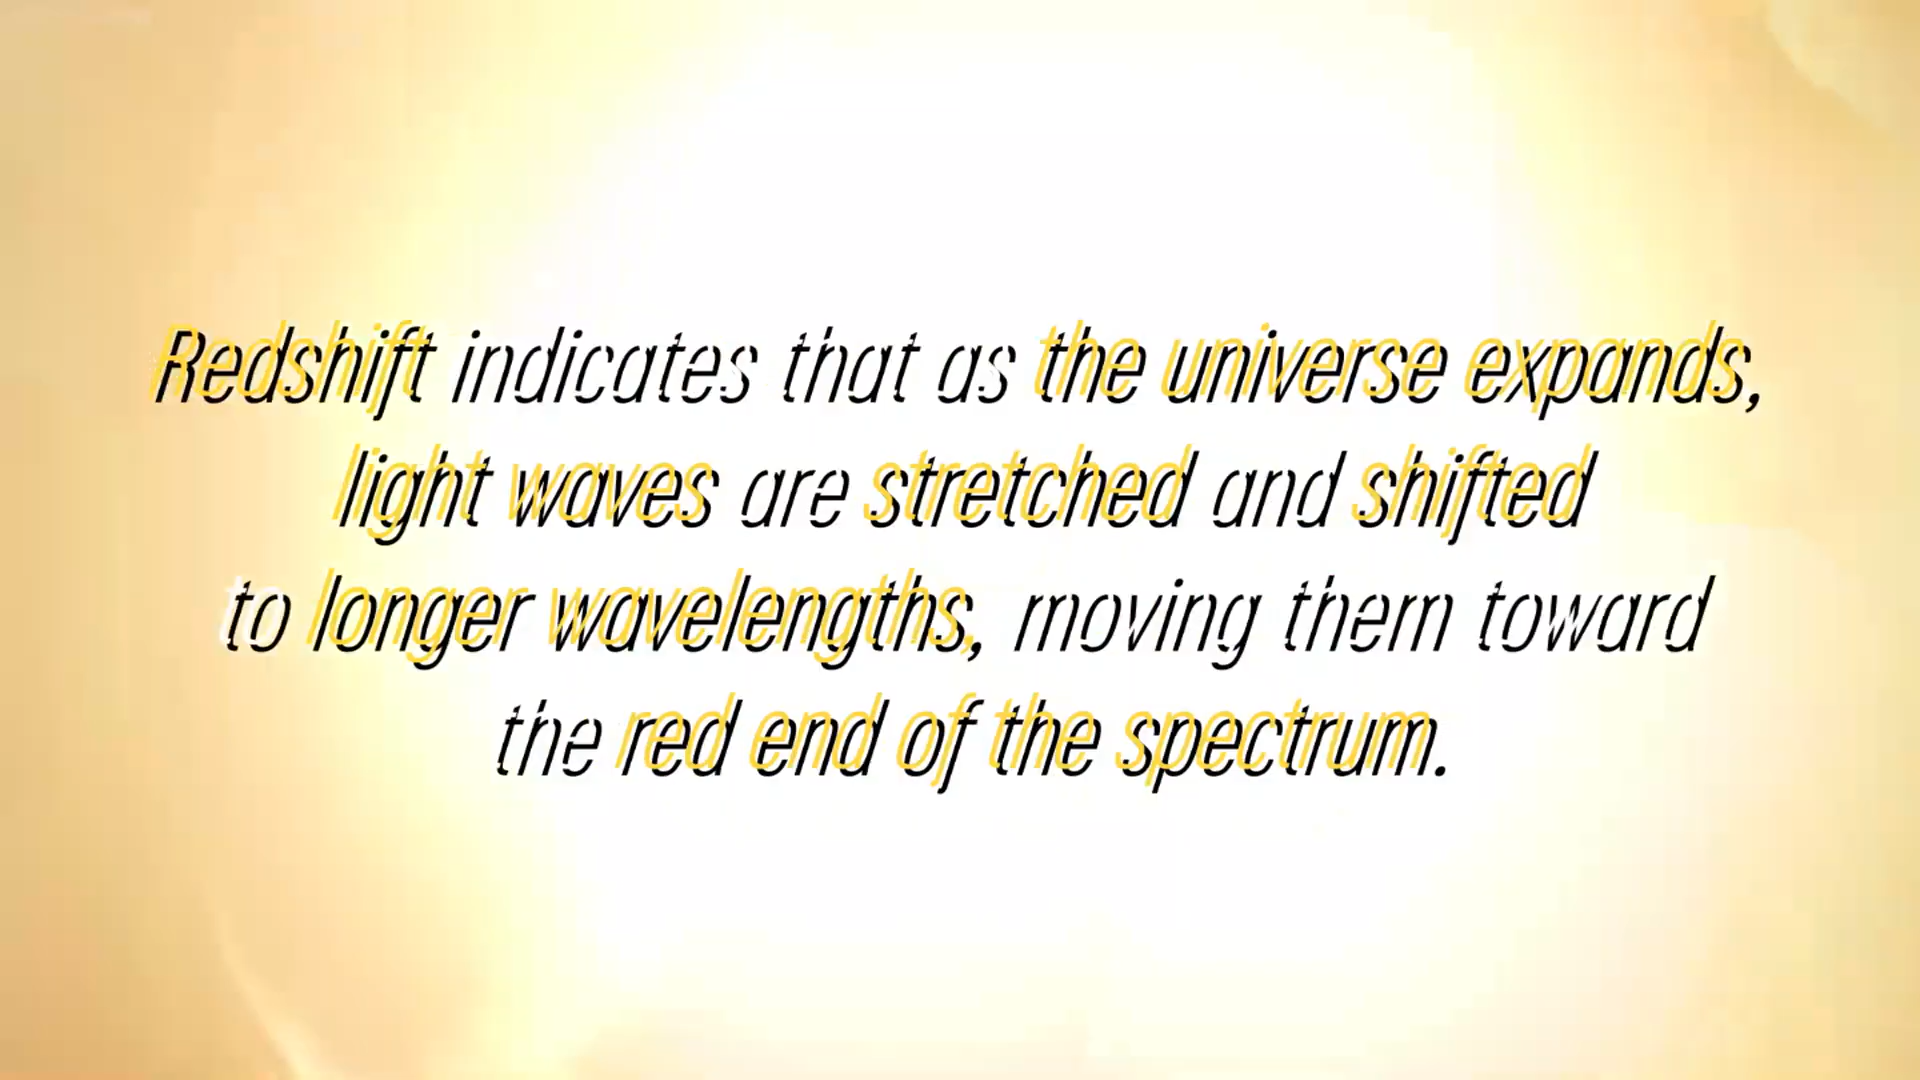 Redshift indicates that as the universe expands,
light waves are stretched and shifted
to longer wavelengths, moving them toward
the red end of the spectrum.